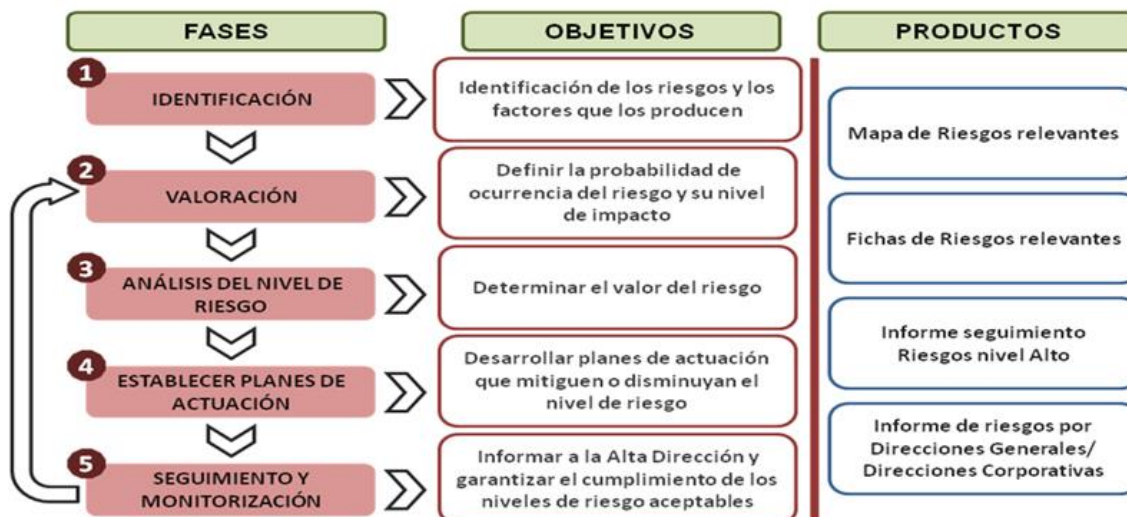 FASES
OBJETIVOS
PRODUCTOS
1
IDENTIFICACIÓN
Identificación de los riesgos y los
factores que los producen
2
VALORACIÓN
Definir la probabilidad de
ocurrencia del riesgo y su nivel
de impacto
3
ANÁLISIS DEL NIVEL DE
RIESGO
Determinar el valor del riesgo
4
ESTABLECER PLANES DE
ACTUACIÓN
Desarrollar planes de actuación
que mitiguen o disminuyan el
nivel de riesgo
5
SEGUIMIENTO Y
MONITORIZACIÓN
Informar a la Alta Dirección y
garantizar el cumplimiento de los
niveles de riesgo aceptables
Mapa de Riesgos relevantes
Fichas de Riesgos relevantes
Informe seguimiento
Riesgos nivel Alto
Informe de riesgos por
Direcciones Generales/
Direcciones Corporativas